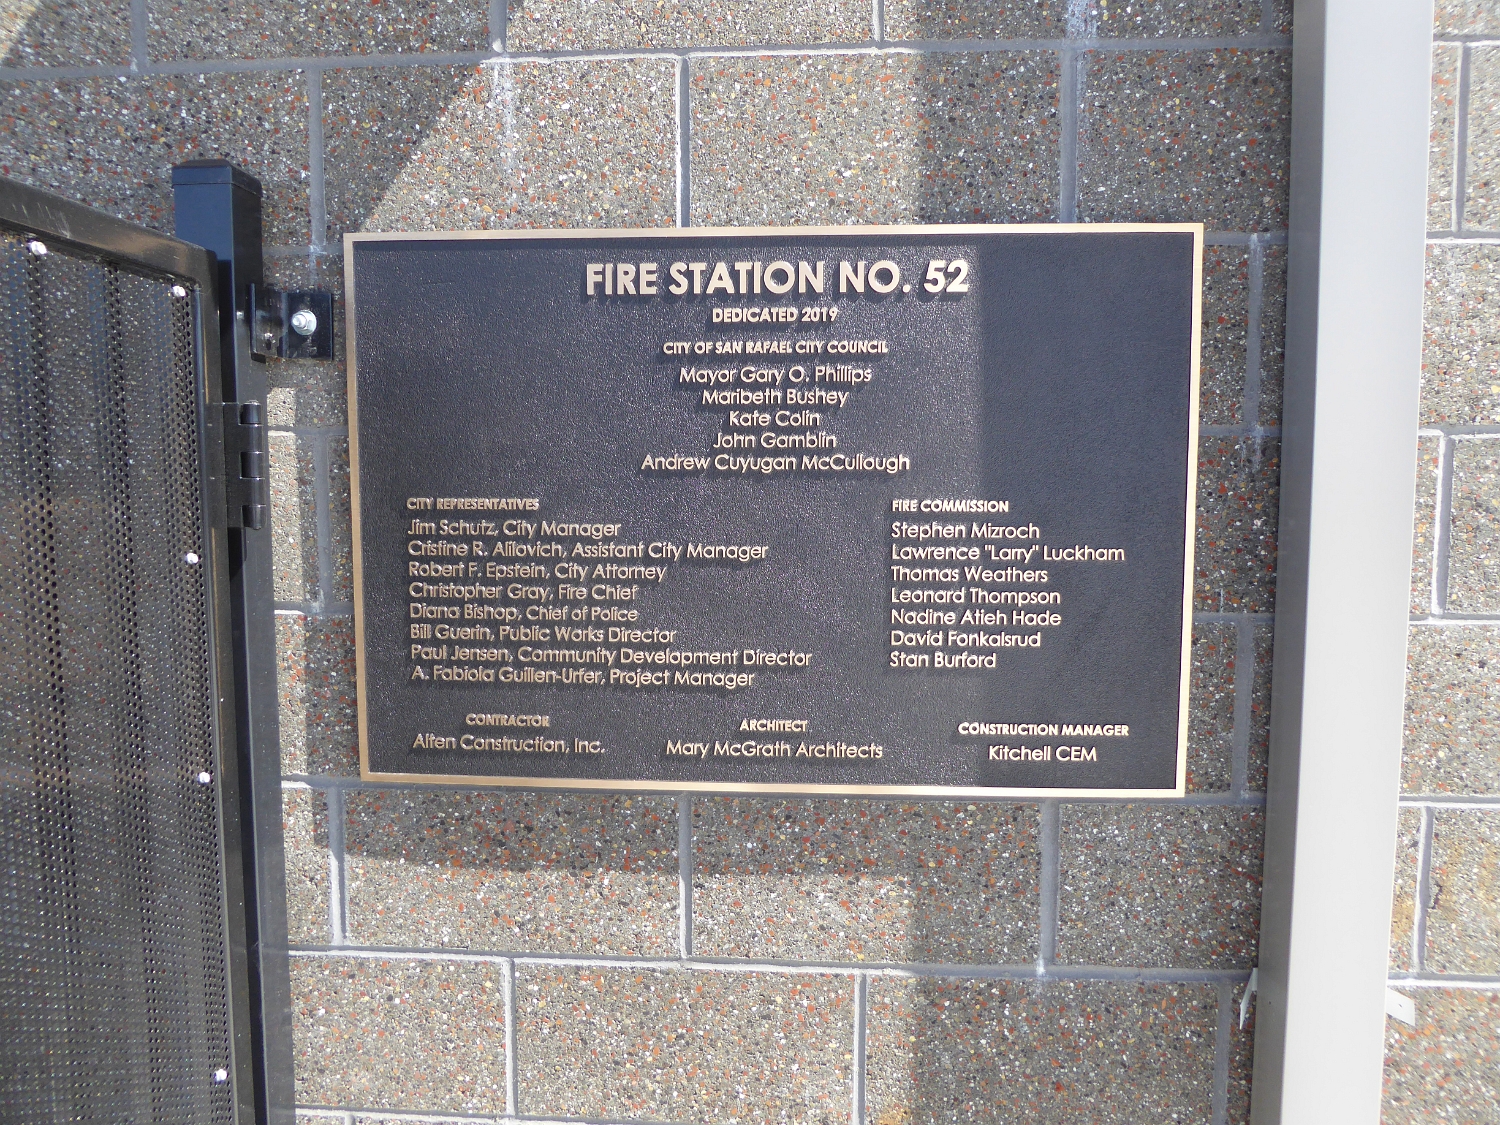 FIRE STATION NO. 52
DEDICATED 2019
CITY OF SAN RAFAEL CITY COUNCIL
Mayor Gary O. Phillips
Maribeth Bushey
Kate Colin
John Gamblin
Andrew Cuyugan McCullough
CITY REPRESENTATIVES
Jim Schutz, City Manager
Cristine R. Alilovich, Assistant City Manager
Robert F. Epstein, City Attorney
Christopher Gray, Fire Chief
Diana Bishop, Chief of Police
Bill Guerin, Public Works Director
Paul Jensen, Community Development Director
A. Fabiola Guillen-Urfer, Project Manager
FIRE COMMISSION
Stephen Mizroch
Lawrence "Larry" Luckham
Thomas Weathers
Leonard Thompson
Nadine Atieh Hade
David Fonkalsrud
Stan Burford
CONTRACTOR
Alten Construction, Inc.
ARCHITECT
Mary McGrath Architects
CONSTRUCTION MANAGER
Kitchell CEM